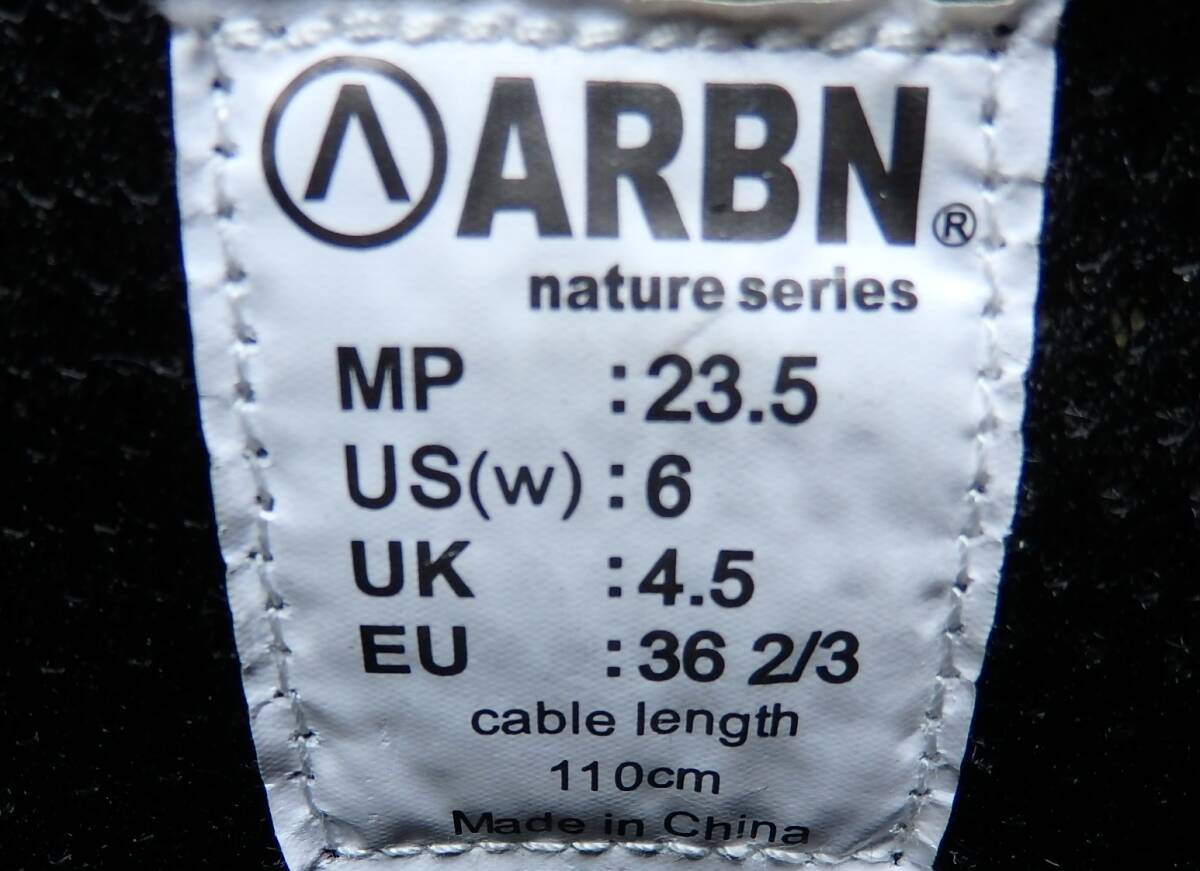 ARBN®
nature series
MP : 23.5
US(w) : 6
UK : 4.5
EU : 36 2/3
cable length
110cm
Made in China